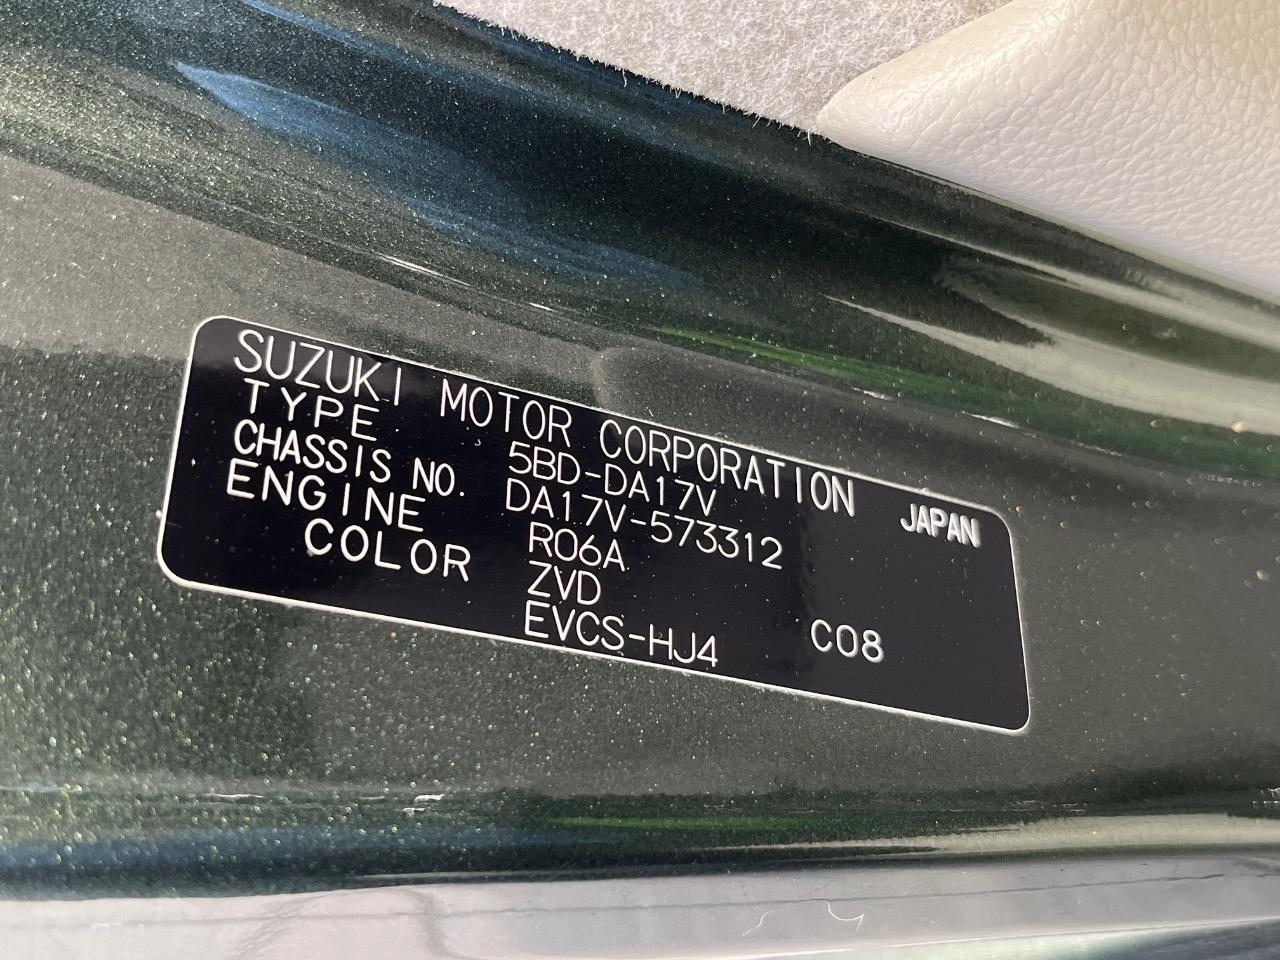 SUZUKI MOTOR CORPORATION JAPAN
TYPE 5BD-DA17V
CHASSIS NO. DA17V-573312
ENGINE R06A
COLOR ZVD
EVCS-HJ4 C08